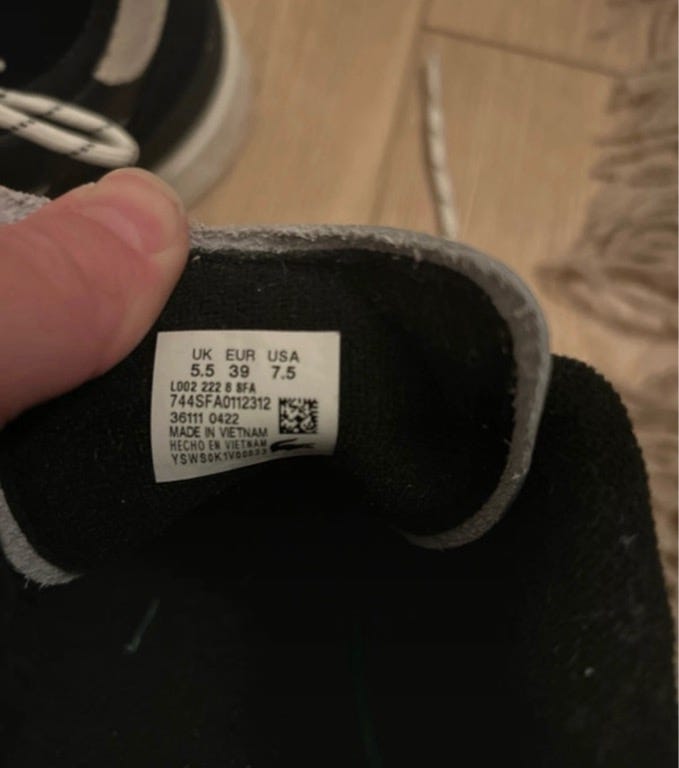 UK EUR USA
5.5 39 7.5
L002 222 8 SFA
744SFA0112312
36111 0422
MADE IN VIETNAM
HECHO EN VIETNAM
YSWS0K1V00033